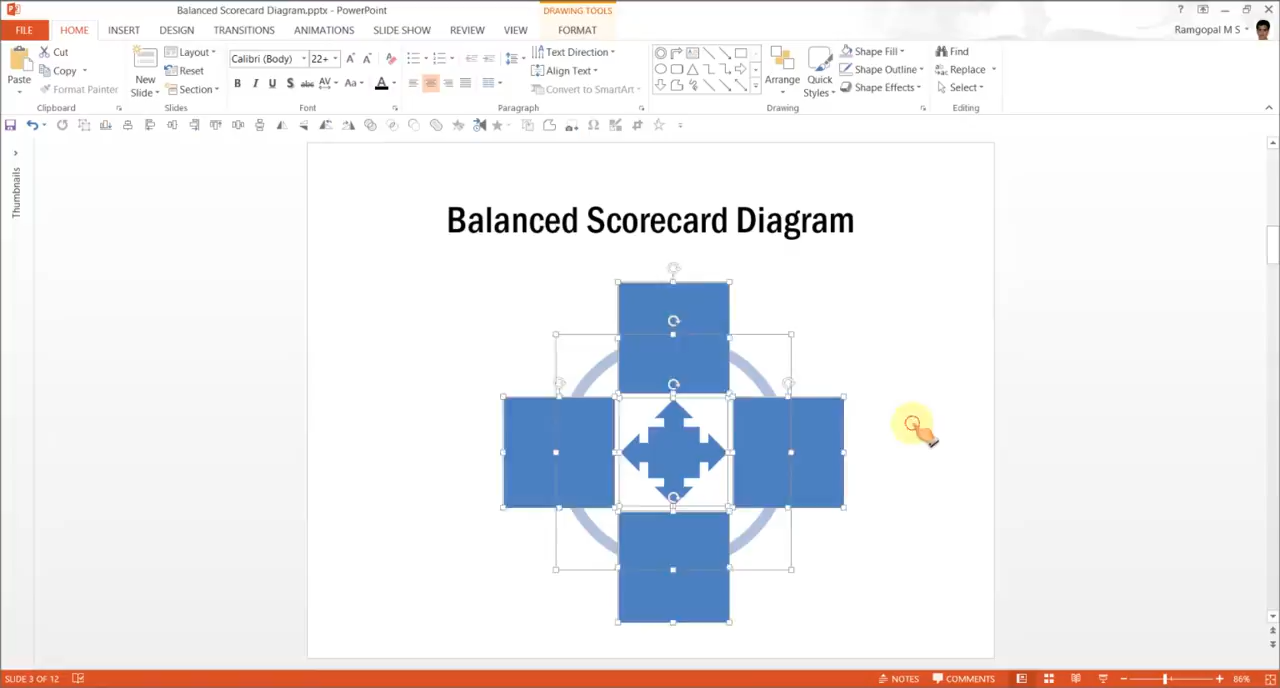 Balanced Scorecard Diagram.pptx - PowerPoint
DRAWING TOOLS
?
FILE
HOME
INSERT
DESIGN
TRANSITIONS
ANIMATIONS
SLIDE SHOW
REVIEW
VIEW
FORMAT
Ramgopal M S
Paste
Cut
Copy
Format Painter
Clipboard
New
Slide
Layout
Reset
Section
Slides
Calibri (Body)
22+
B I U S abc AV Aa A
Font
Text Direction
Align Text
Convert to SmartArt
Paragraph
Arrange
Quick
Styles
Shape Fill
Shape Outline
Shape Effects
Drawing
Find
Replace
Select
Editing
Thumbnails
Balanced Scorecard Diagram
SLIDE 3 OF 12
NOTES
COMMENTS
86%